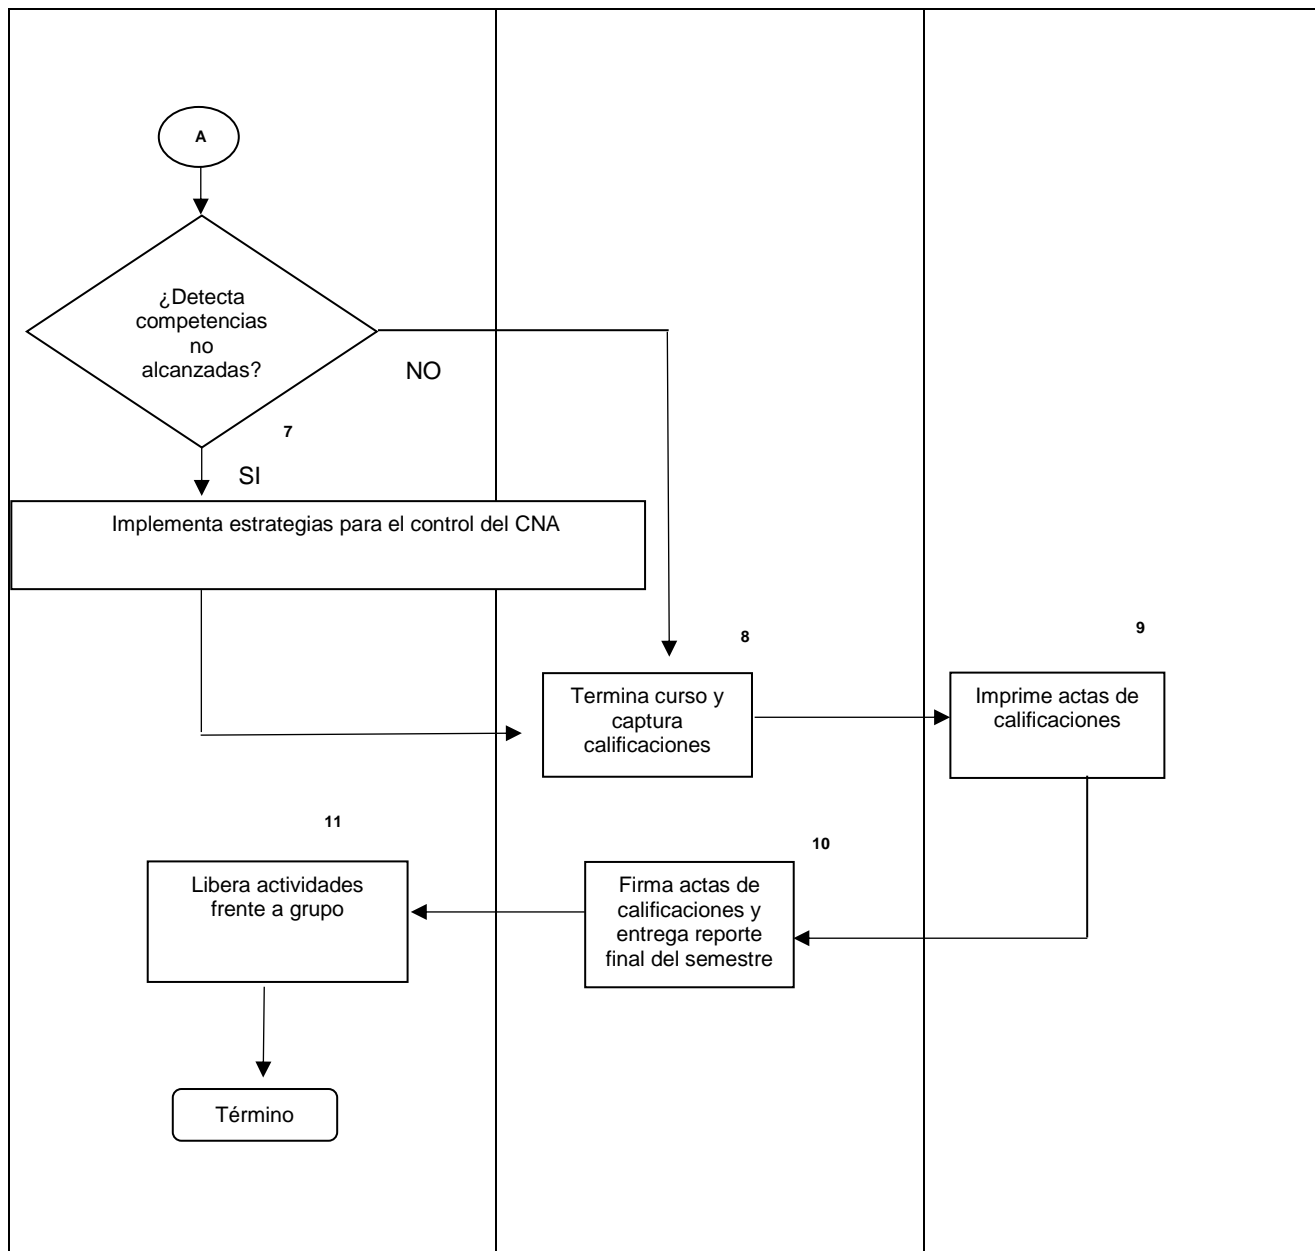 A
¿Detecta
competencias
no
alcanzadas?
NO
7
SI
Implementa estrategias para el control del CNA
8
Termina curso y
captura
calificaciones
9
Imprime actas de
calificaciones
10
Firma actas de
calificaciones y
entrega reporte
final del semestre
11
Libera actividades
frente a grupo
Término